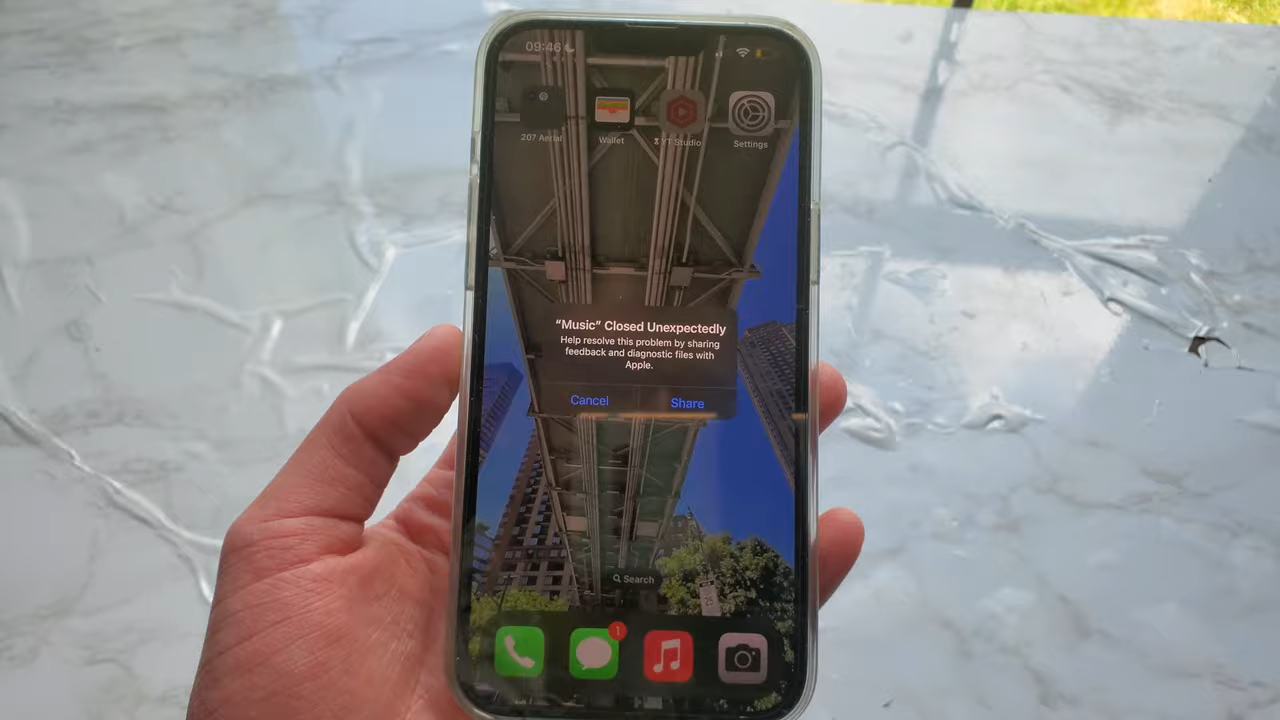 09:46
207 Aerial
Wallet
YT Studio
Settings
“Music” Closed Unexpectedly
Help resolve this problem by sharing
feedback and diagnostic files with
Apple.
Cancel
Share
Search
1